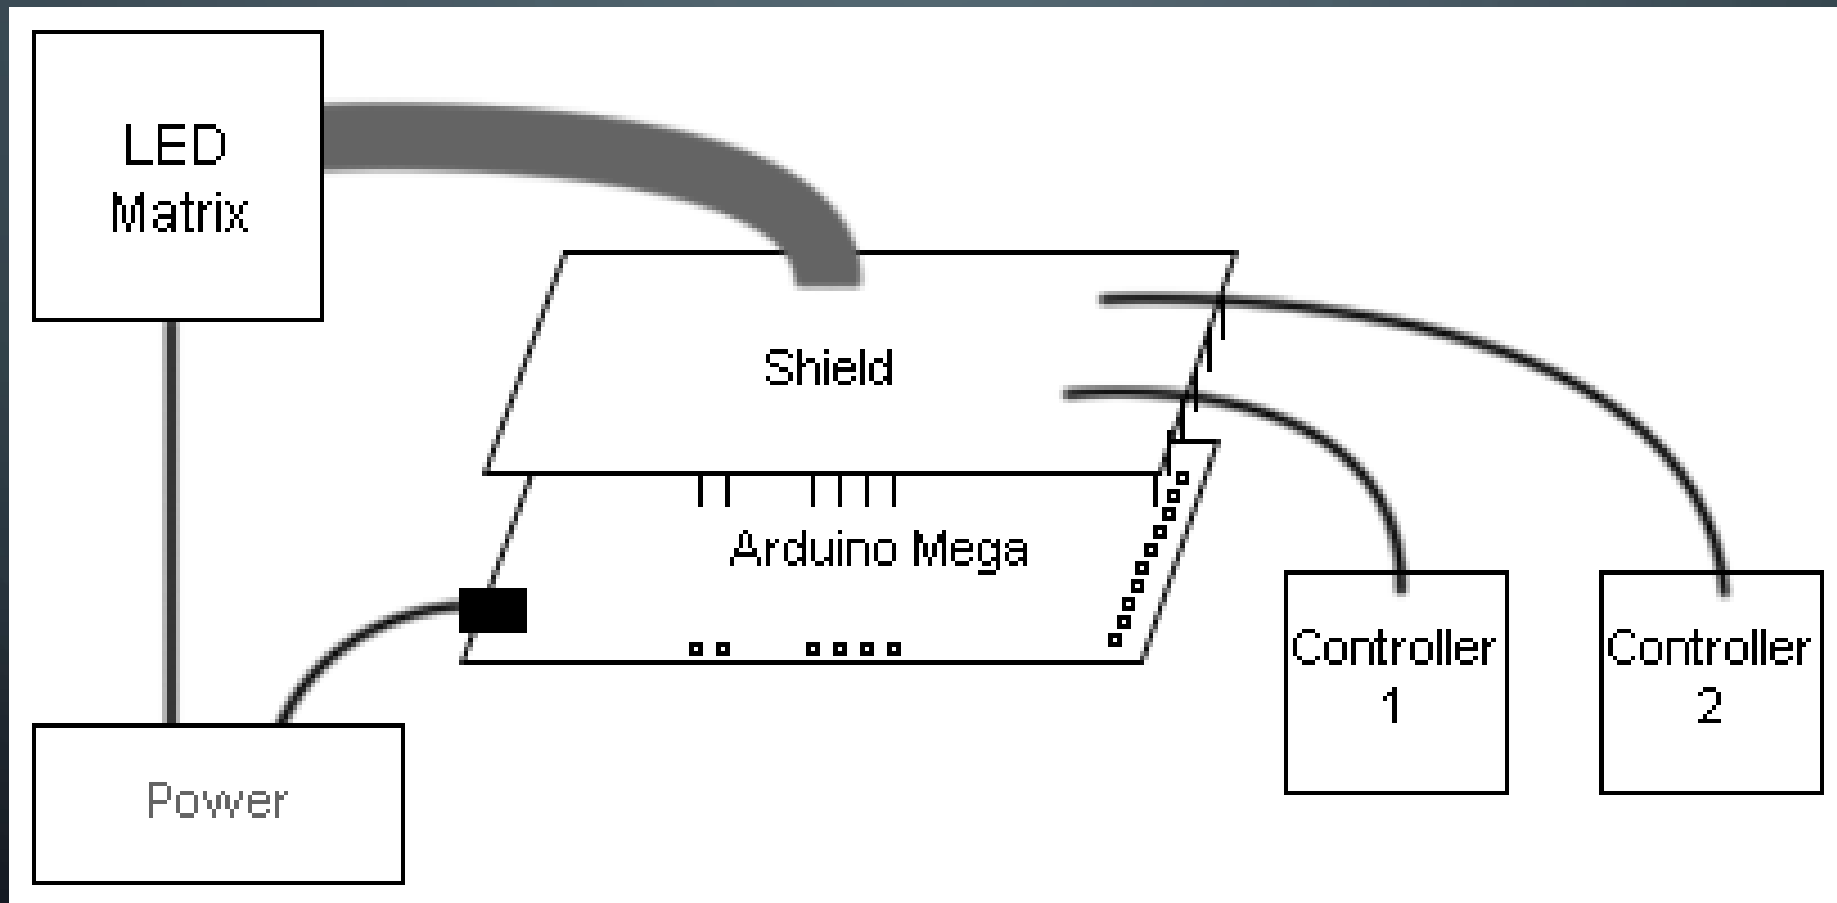 LED
Matrix
Shield
Arduino Mega
Controller
1
Controller
2
Power